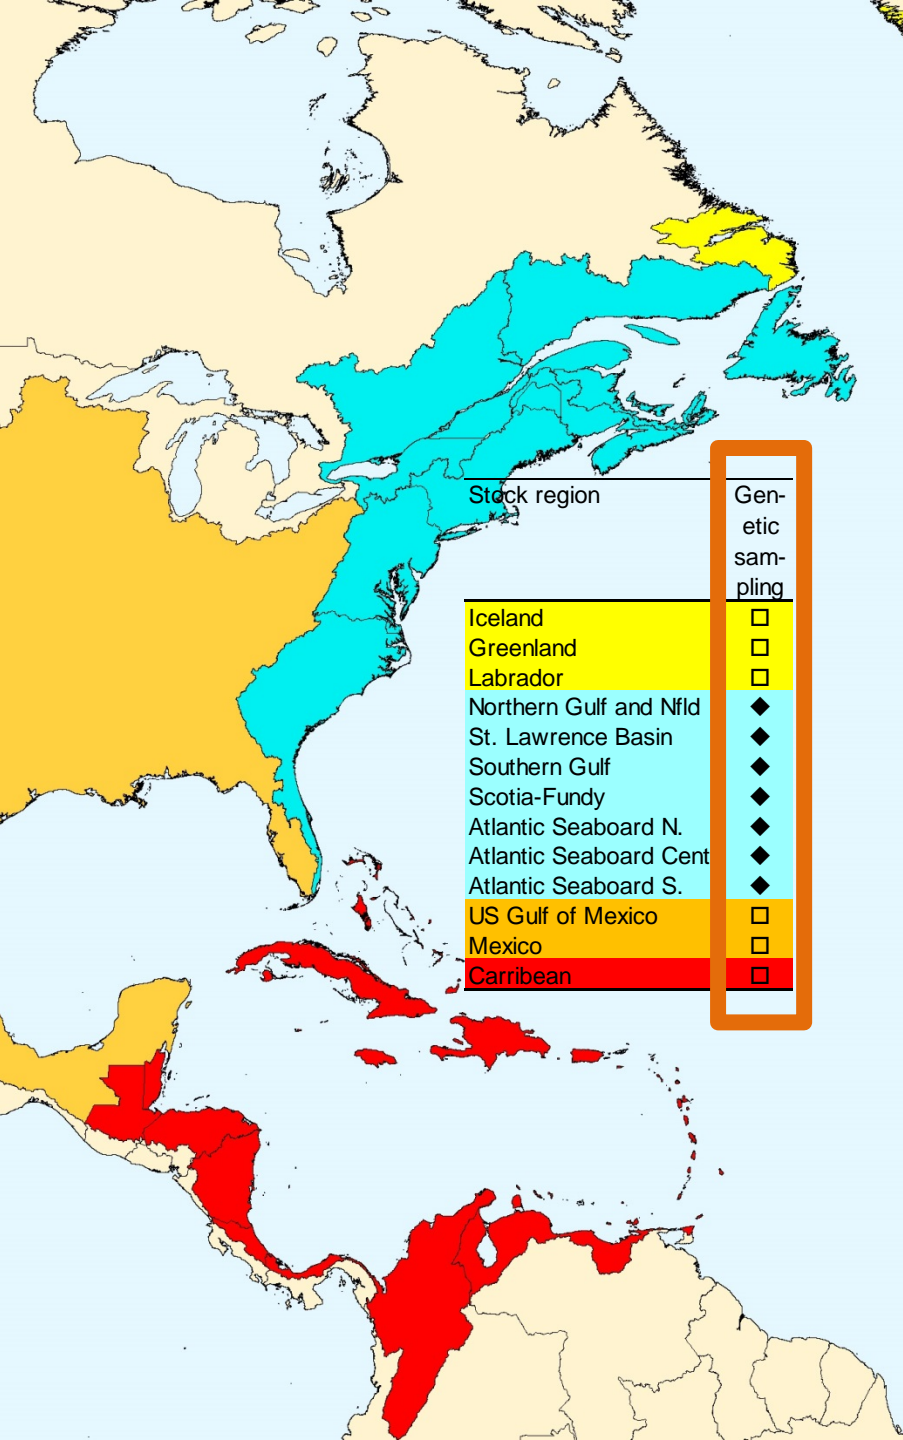 Stock region Gen-
etic
sam-
pling
Iceland □
Greenland □
Labrador □
Northern Gulf and Nfld ◆
St. Lawrence Basin ◆
Southern Gulf ◆
Scotia-Fundy ◆
Atlantic Seaboard N. ◆
Atlantic Seaboard Cent ◆
Atlantic Seaboard S. ◆
US Gulf of Mexico □
Mexico □
Carribean □